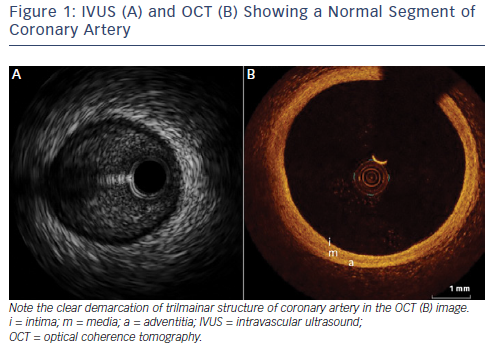 Figure 1: IVUS (A) and OCT (B) Showing a Normal Segment of
Coronary Artery
A
B
i
m
a
1 mm
Note the clear demarcation of trilmainar structure of coronary artery in the OCT (B) image.
i = intima; m = media; a = adventitia; IVUS = intravascular ultrasound;
OCT = optical coherence tomography.